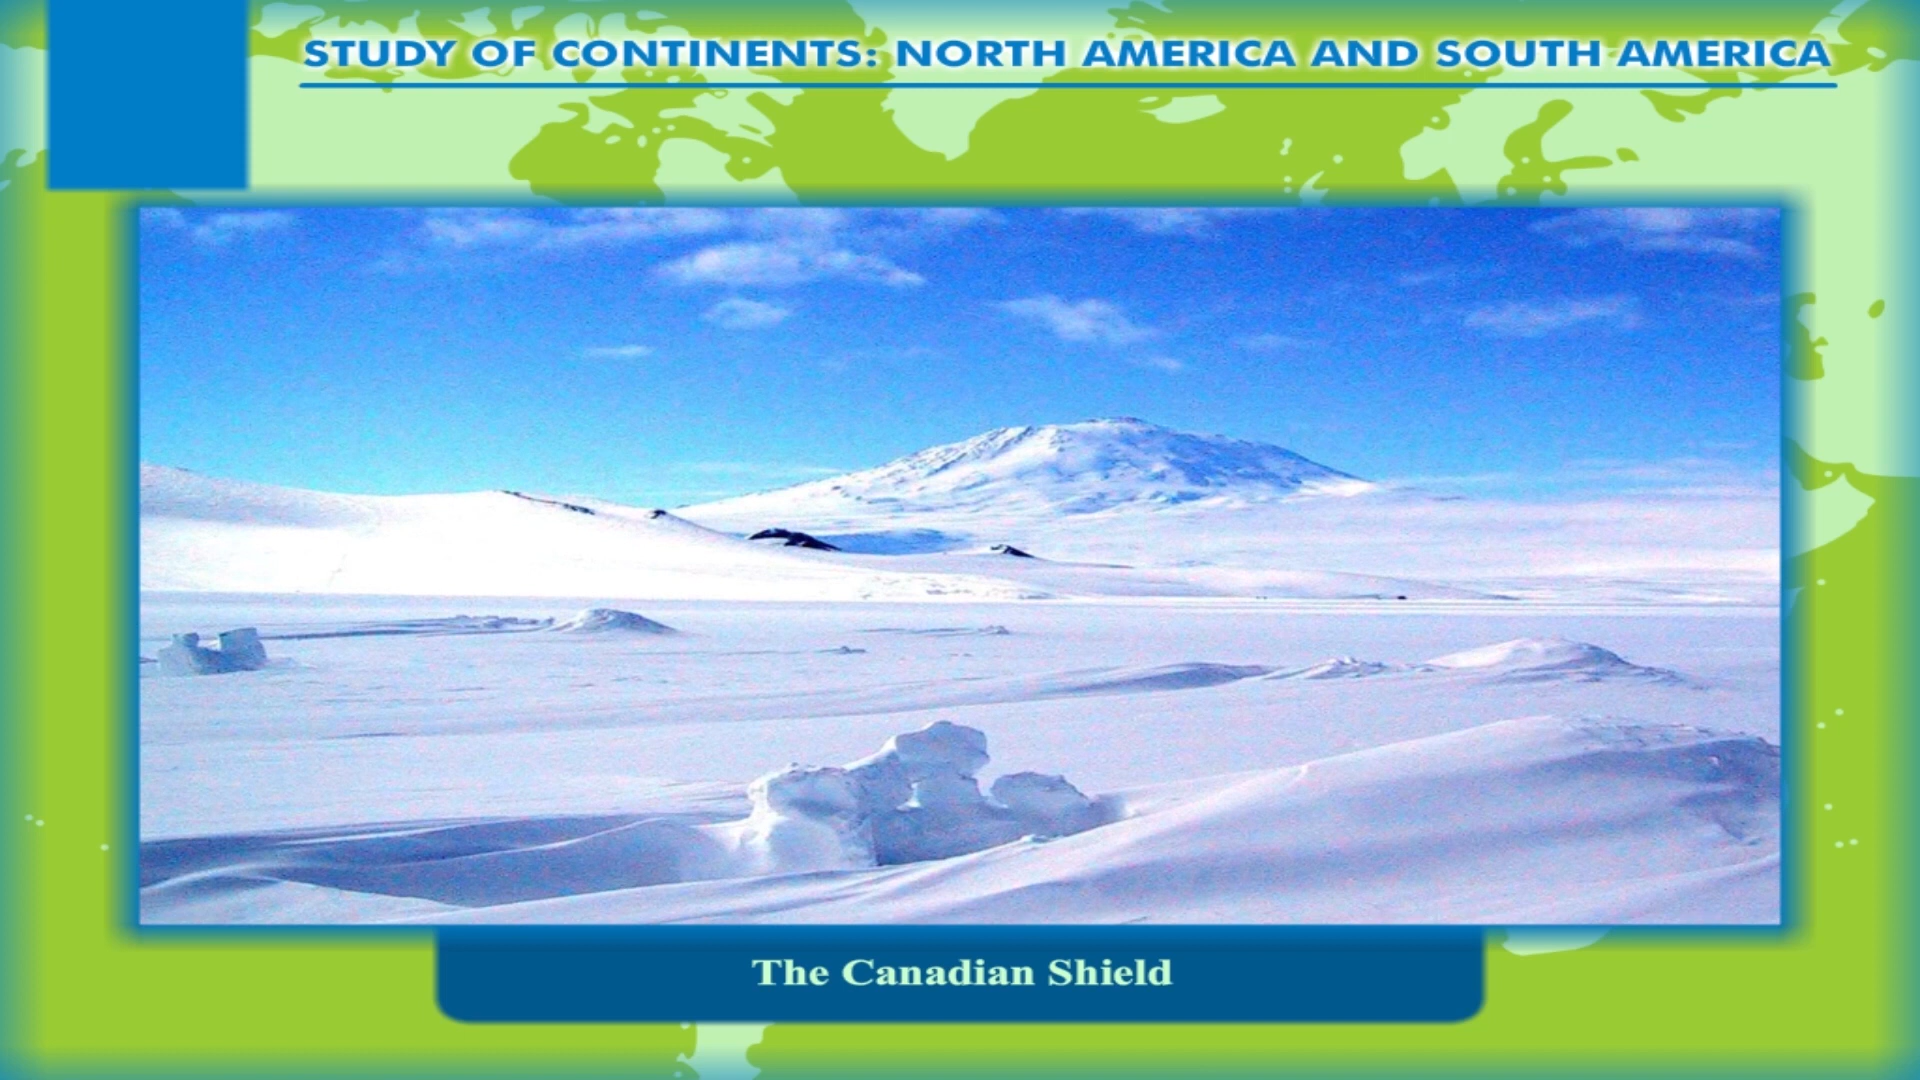 STUDY OF CONTINENTS: NORTH AMERICA AND SOUTH AMERICA
The Canadian Shield